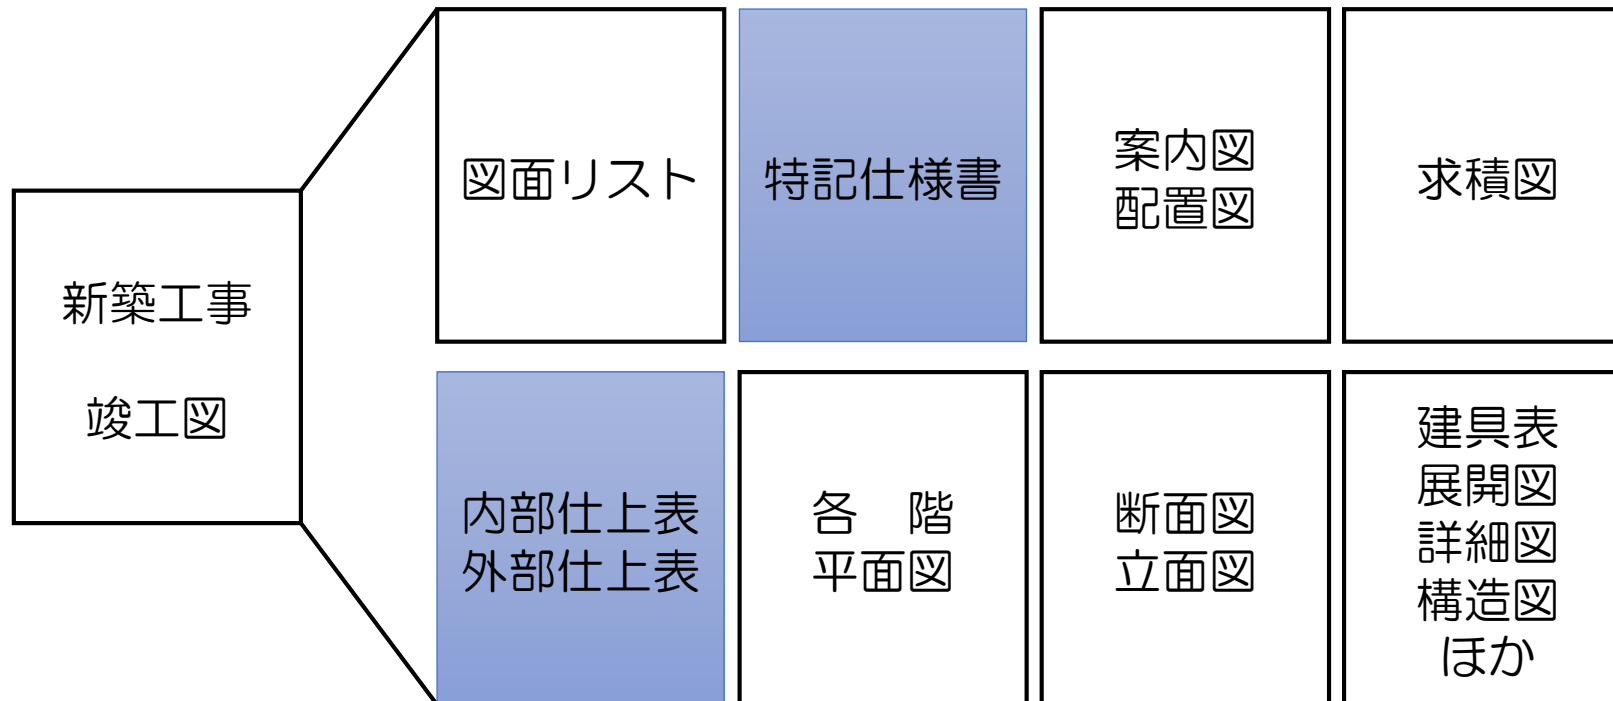 新築工事
竣工図
図面リスト
特記仕様書
案内図
配置図
求積図
内部仕上表
外部仕上表
各　階
平面図
断面図
立面図
建具表
展開図
詳細図
構造図
ほか